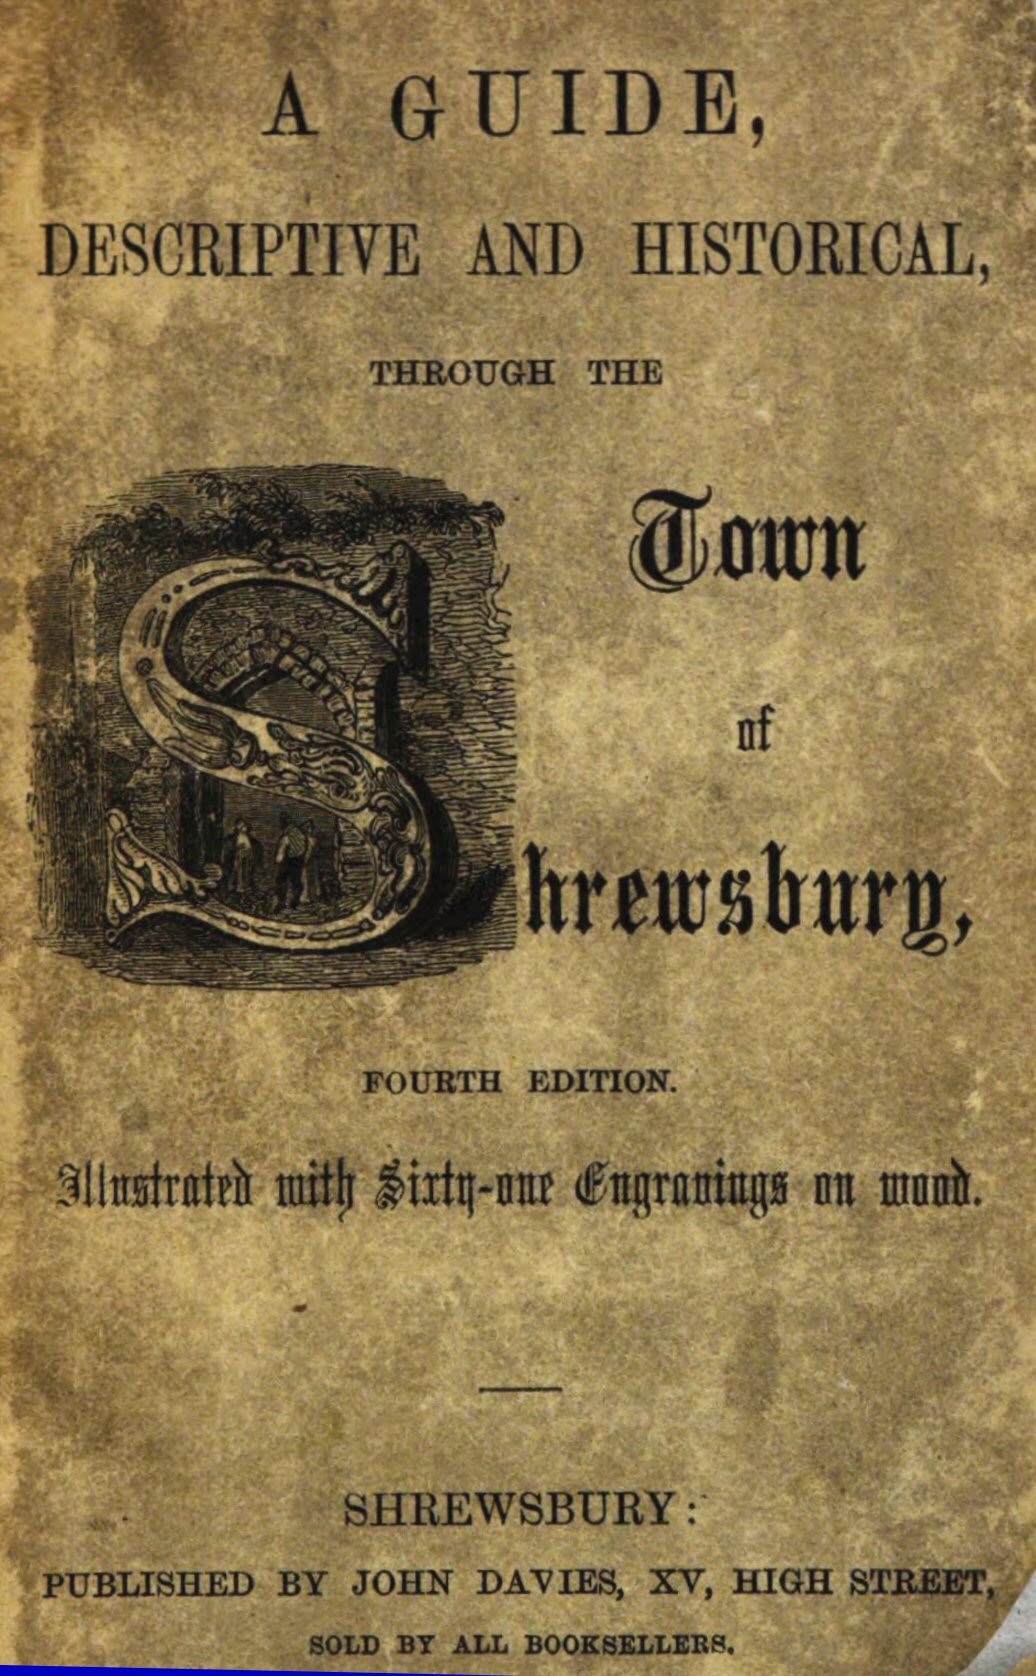 A GUIDE,
DESCRIPTIVE AND HISTORICAL,
THROUGH THE
Town
of
Shrewsbury,
FOURTH EDITION.
Illustrated with Sixty-one Engravings on wood.
SHREWSBURY:
PUBLISHED BY JOHN DAVIES, XV, HIGH STREET,
SOLD BY ALL BOOKSELLERS.